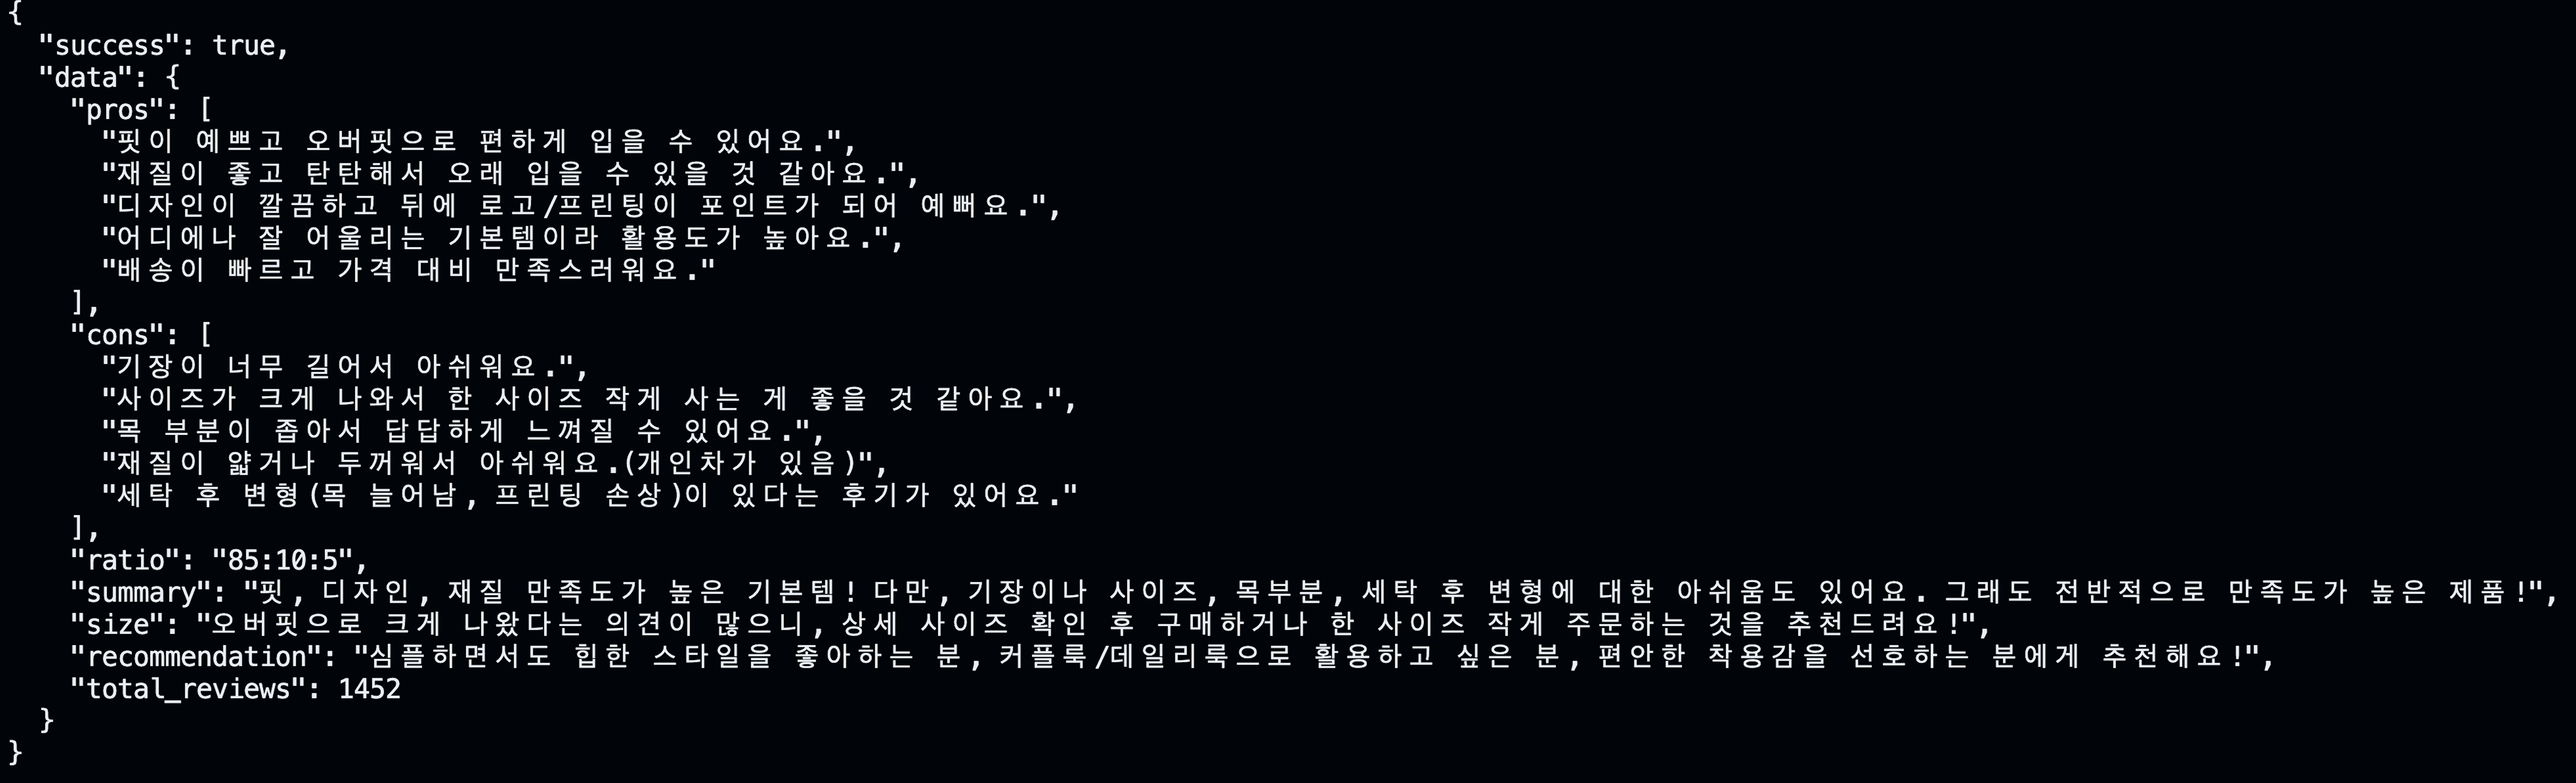 {
  "success": true,
  "data": {
    "pros": [
      "핏이 예쁘고 오버핏으로 편하게 입을 수 있어요.",
      "재질이 좋고 탄탄해서 오래 입을 수 있을 것 같아요.",
      "디자인이 깔끔하고 뒤에 로고/프린팅이 포인트가 되어 예뻐요.",
      "어디에나 잘 어울리는 기본템이라 활용도가 높아요.",
      "배송이 빠르고 가격 대비 만족스러워요."
    ],
    "cons": [
      "기장이 너무 길어서 아쉬워요.",
      "사이즈가 크게 나와서 한 사이즈 작게 사는 게 좋을 것 같아요.",
      "목 부분이 좁아서 답답하게 느껴질 수 있어요.",
      "재질이 얇거나 두꺼워서 아쉬워요.(개인차가 있음)",
      "세탁 후 변형(목 늘어남, 프린팅 손상)이 있다는 후기가 있어요."
    ],
    "ratio": "85:10:5",
    "summary": "핏, 디자인, 재질 만족도가 높은 기본템! 다만, 기장이나 사이즈, 목부분, 세탁 후 변형에 대한 아쉬움도 있어요. 그래도 전반적으로 만족도가 높은 제품!",
    "size": "오버핏으로 크게 나왔다는 의견이 많으니, 상세 사이즈 확인 후 구매하거나 한 사이즈 작게 주문하는 것을 추천드려요!",
    "recommendation": "심플하면서도 힙한 스타일을 좋아하는 분, 커플룩/데일리룩으로 활용하고 싶은 분, 편안한 착용감을 선호하는 분에게 추천해요!",
    "total_reviews": 1452
  }
}